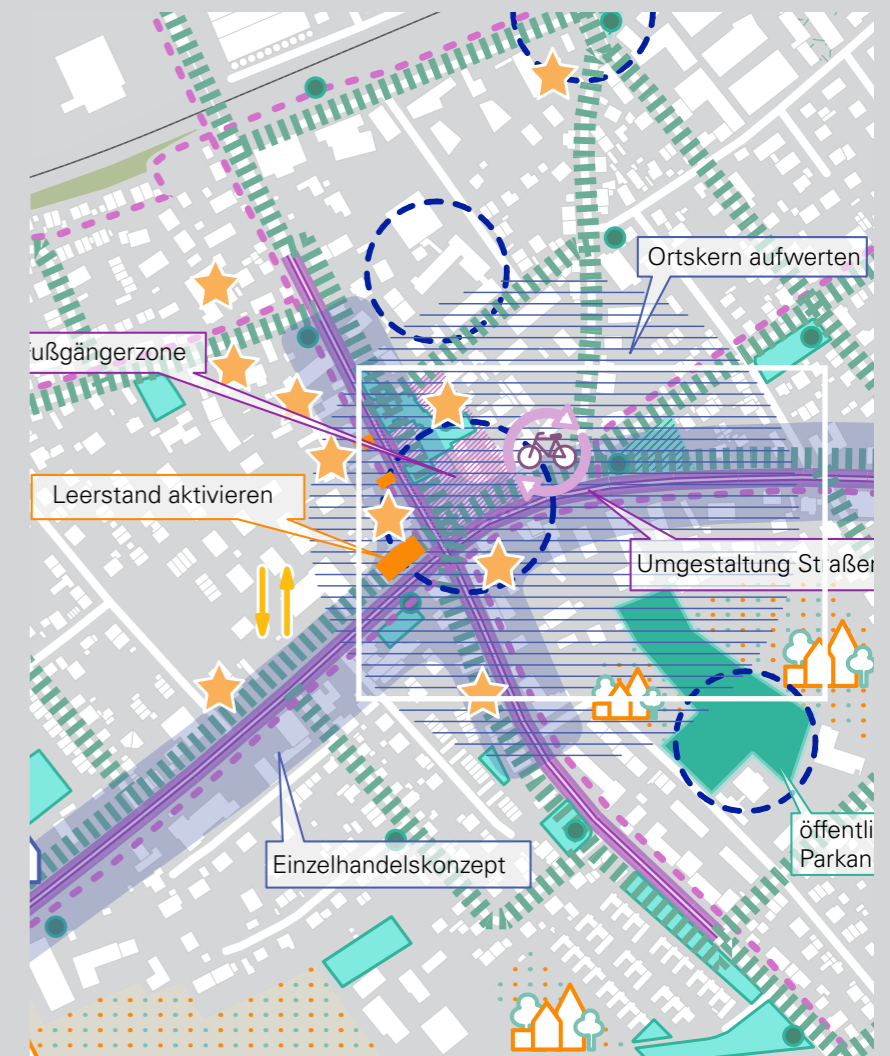 Ortskern aufwerten
ußgängerzone
Leerstand aktivieren
Umgestaltung Straßen
Einzelhandelskonzept
öffentli
Parkan